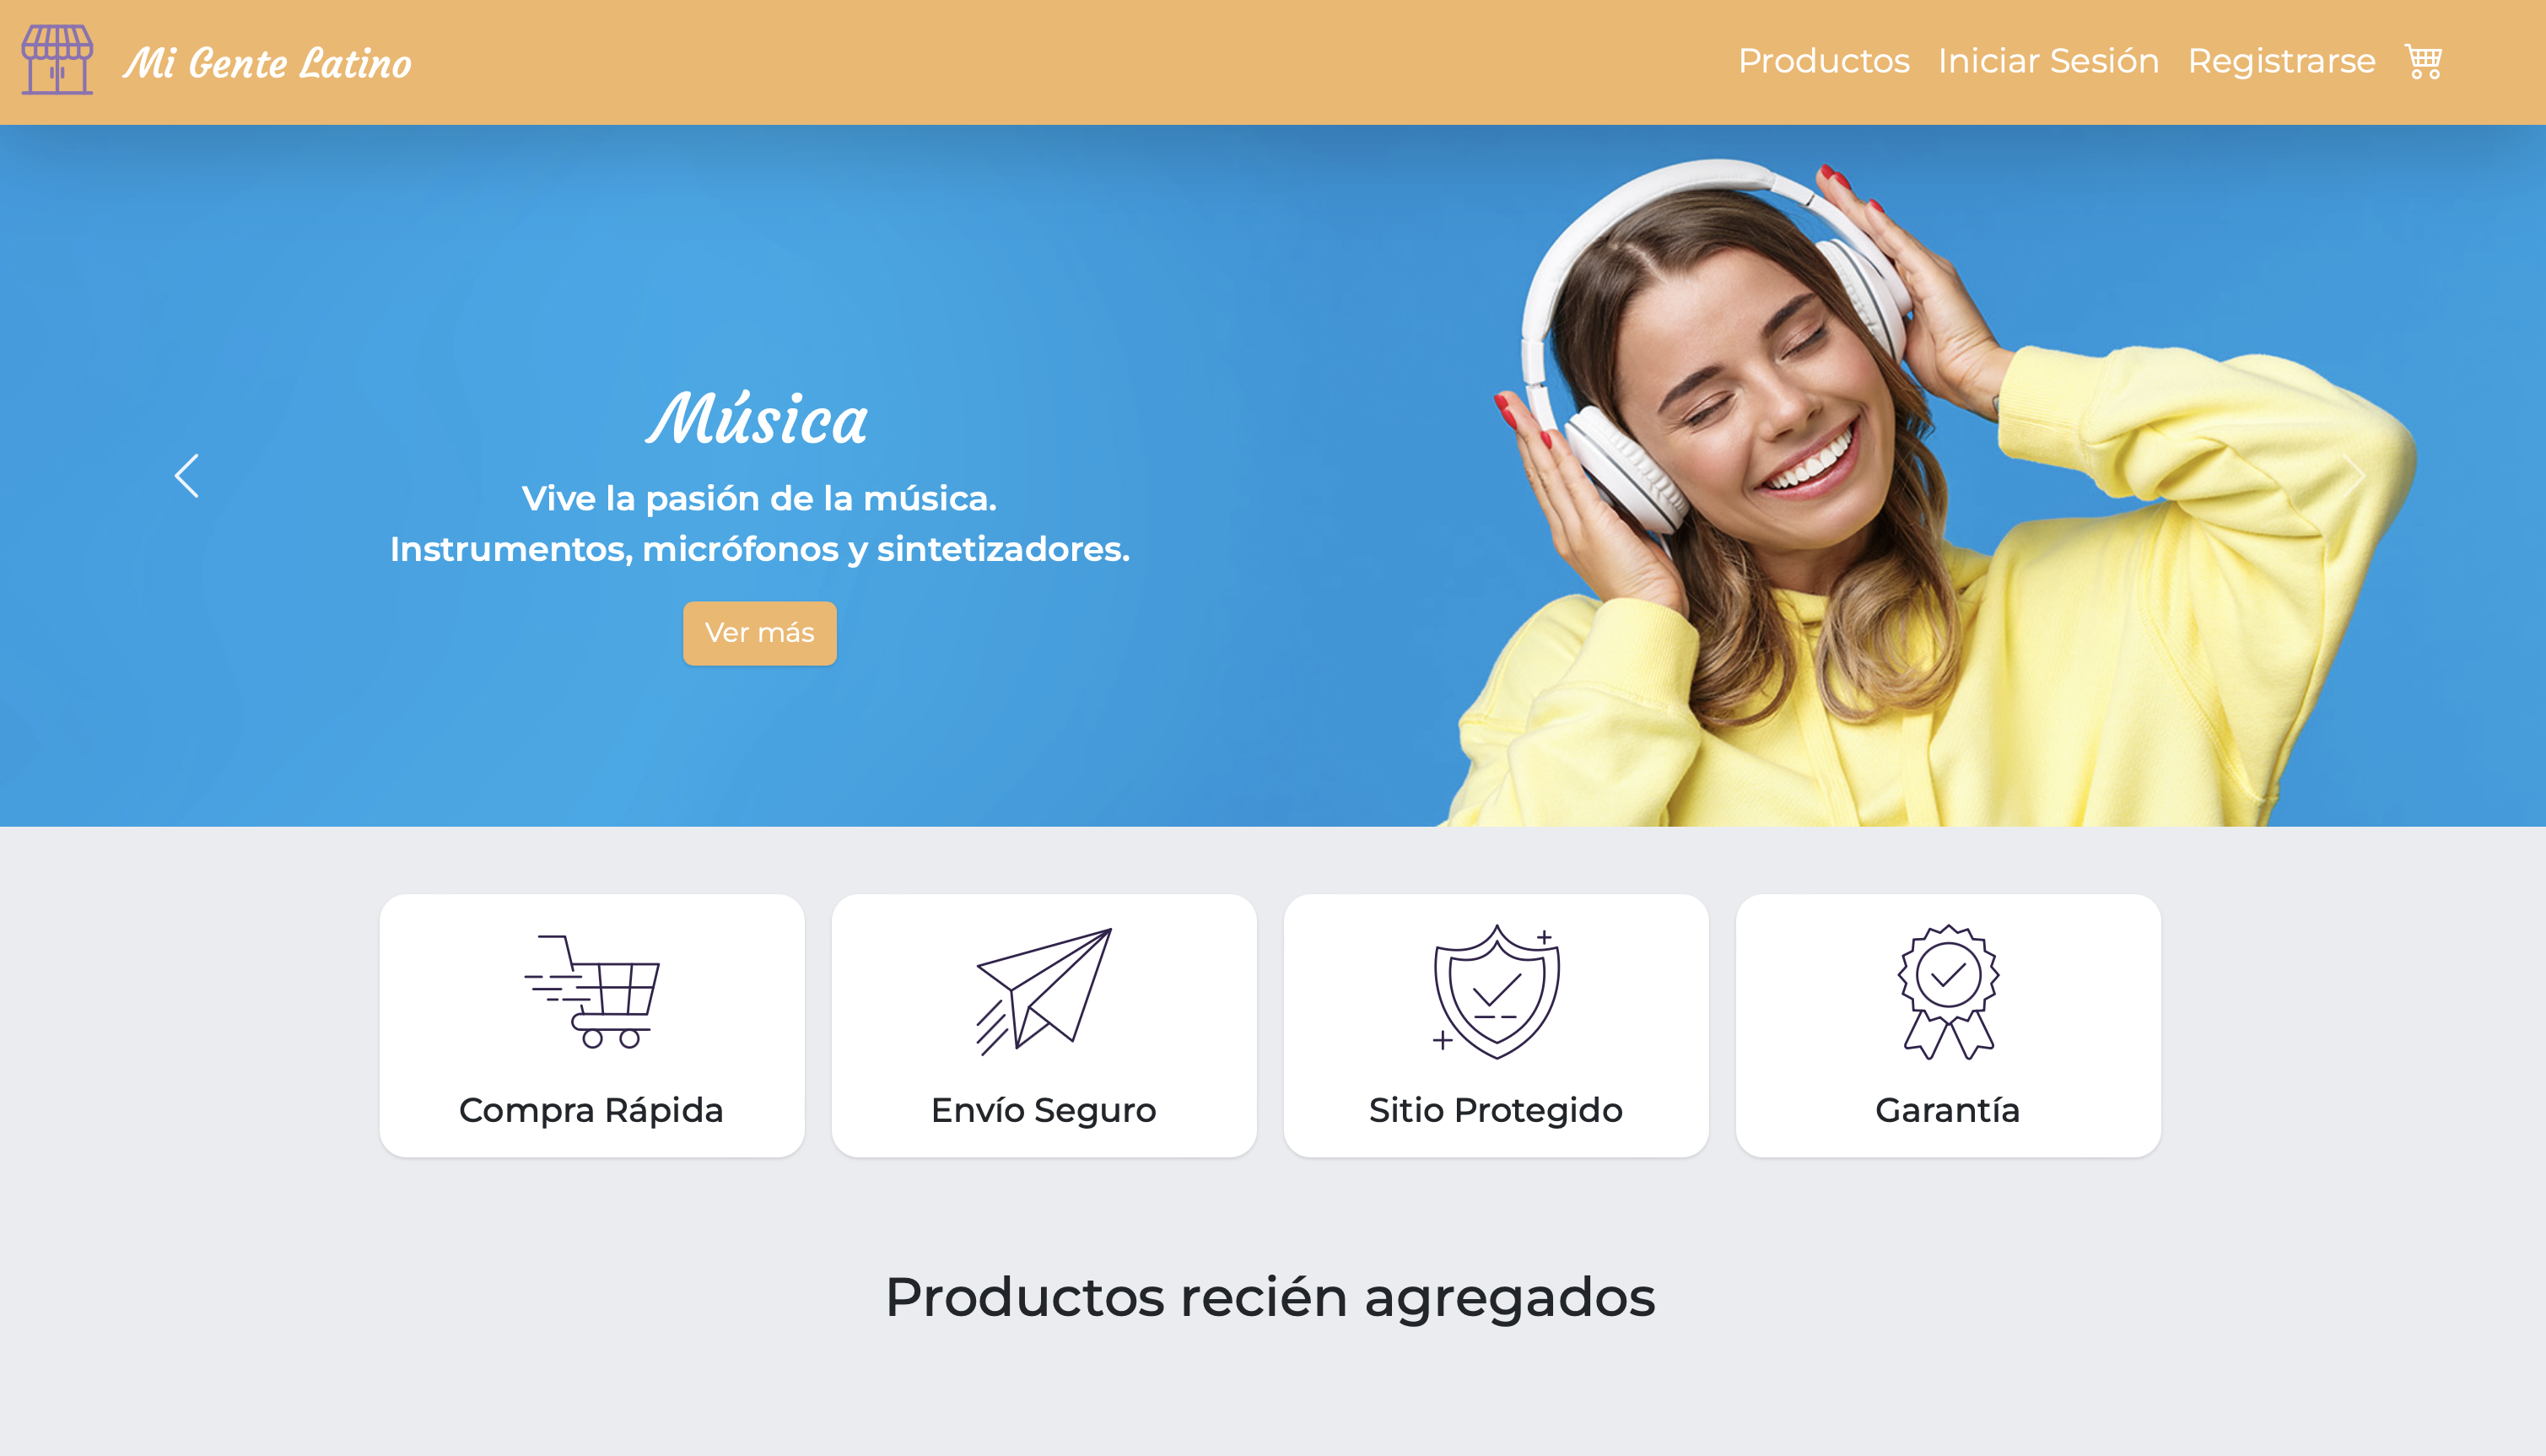 Mi Gente Latino
Productos
Iniciar Sesión
Registrarse
Música
Vive la pasión de la música.
Instrumentos, micrófonos y sintetizadores.
Ver más
Compra Rápida
Envío Seguro
Sitio Protegido
Garantía
Productos recién agregados